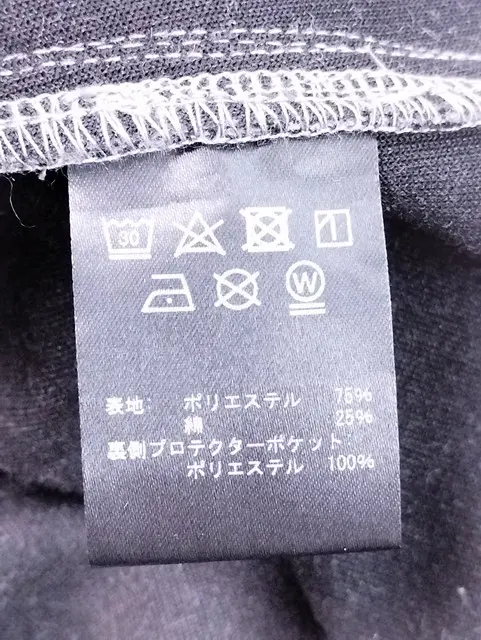 30
W
表地: ポリエステル 75%
綿 25%
裏側プロテクターポケット:
ポリエステル 100%